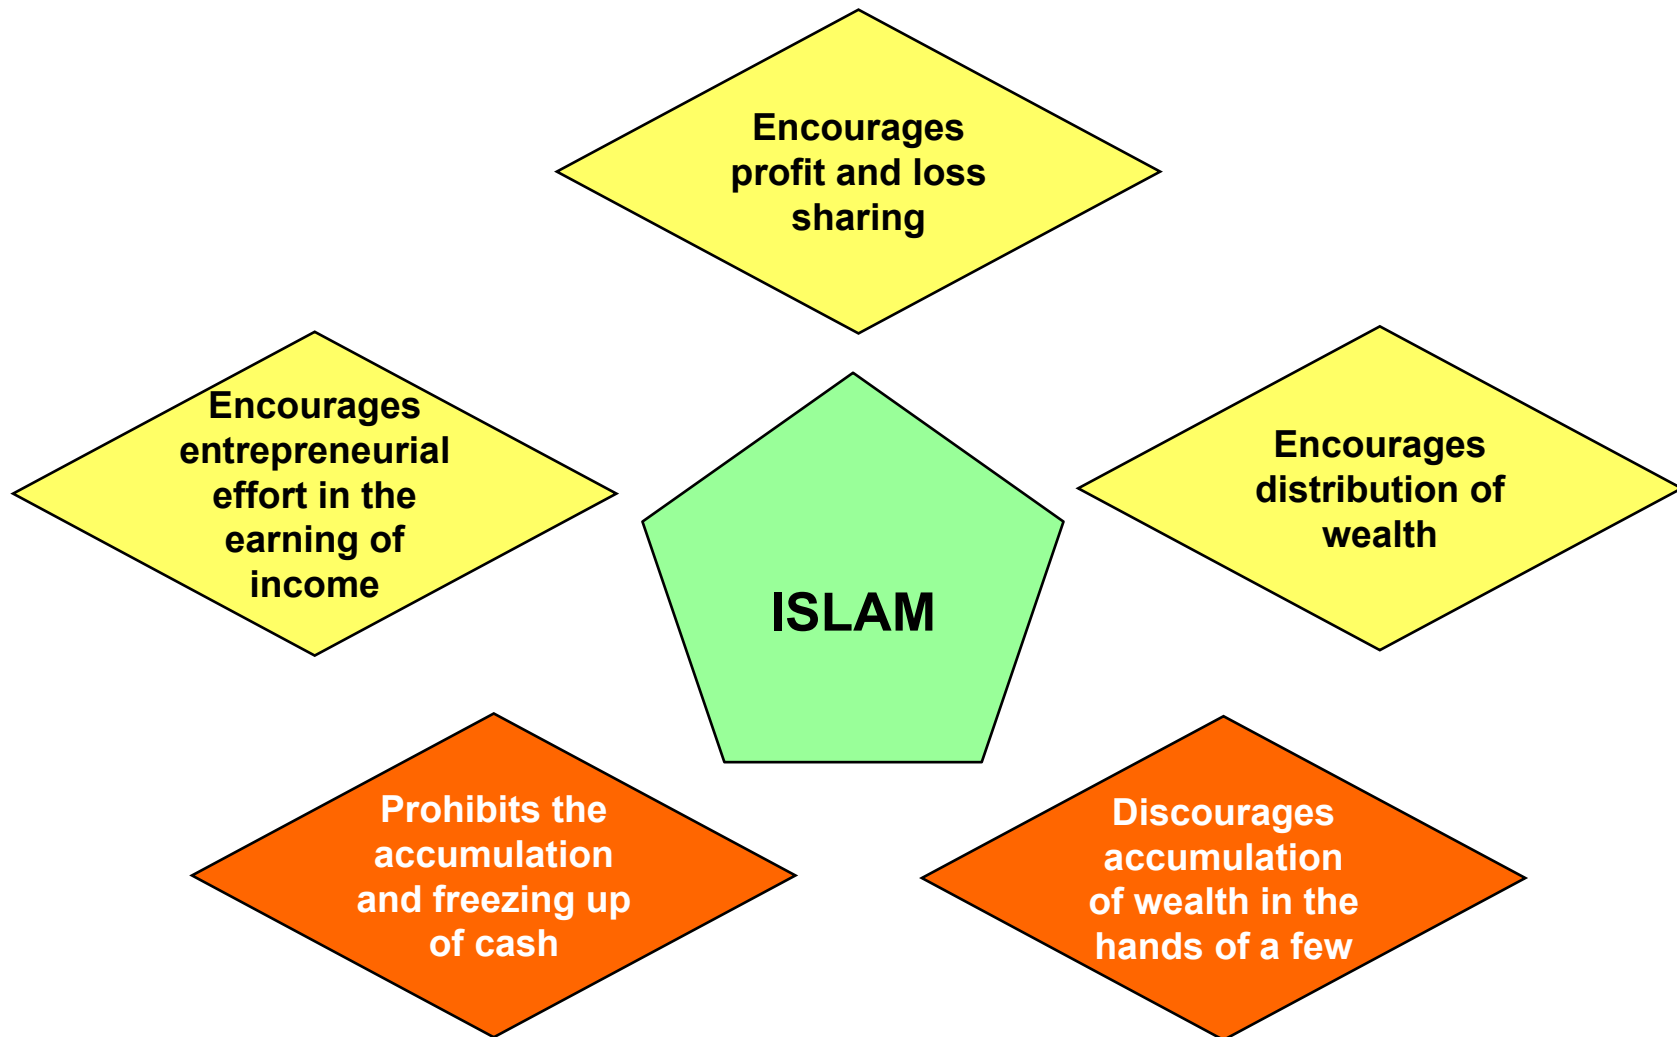 Encourages
profit and loss
sharing
Encourages
entrepreneurial
effort in the
earning of
income
Encourages
distribution of
wealth
ISLAM
Prohibits the
accumulation
and freezing up
of cash
Discourages
accumulation
of wealth in the
hands of a few